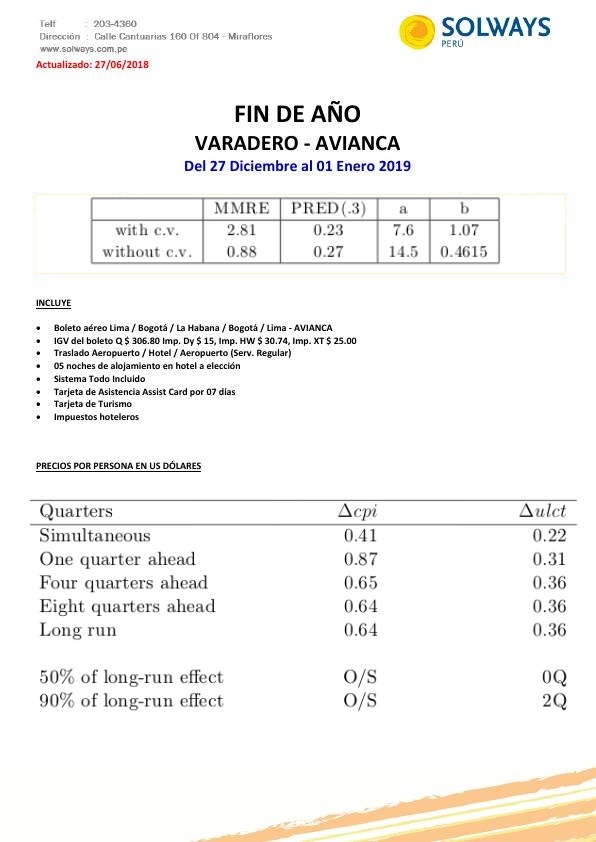 Telf : 203-4360
Dirección : Calle Cantuarias 160 Of 804 - Miraflores
www.solways.com.pe
SOLWAYS
PERÚ
Actualizado: 27/06/2018
FIN DE AÑO
VARADERO - AVIANCA
Del 27 Diciembre al 01 Enero 2019
MMRE PRED(.3) a b
with c.v. 2.81 0.23 7.6 1.07
without c.v. 0.88 0.27 14.5 0.4615
INCLUYE
• Boleto aéreo Lima / Bogotá / La Habana / Bogotá / Lima - AVIANCA
• IGV del boleto Q $ 306.80 Imp. Dy $ 15, Imp. HW $ 30.74, Imp. XT $ 25.00
• Traslado Aeropuerto / Hotel / Aeropuerto (Serv. Regular)
• 05 noches de alojamiento en hotel a elección
• Sistema Todo Incluido
• Tarjeta de Asistencia Assist Card por 07 días
• Tarjeta de Turismo
• Impuestos hoteleros
PRECIOS POR PERSONA EN US DÓLARES
Quarters Δcpi Δulct
Simultaneous 0.41 0.22
One quarter ahead 0.87 0.31
Four quarters ahead 0.65 0.36
Eight quarters ahead 0.64 0.36
Long run 0.64 0.36
50% of long-run effect O/S 0Q
90% of long-run effect O/S 2Q